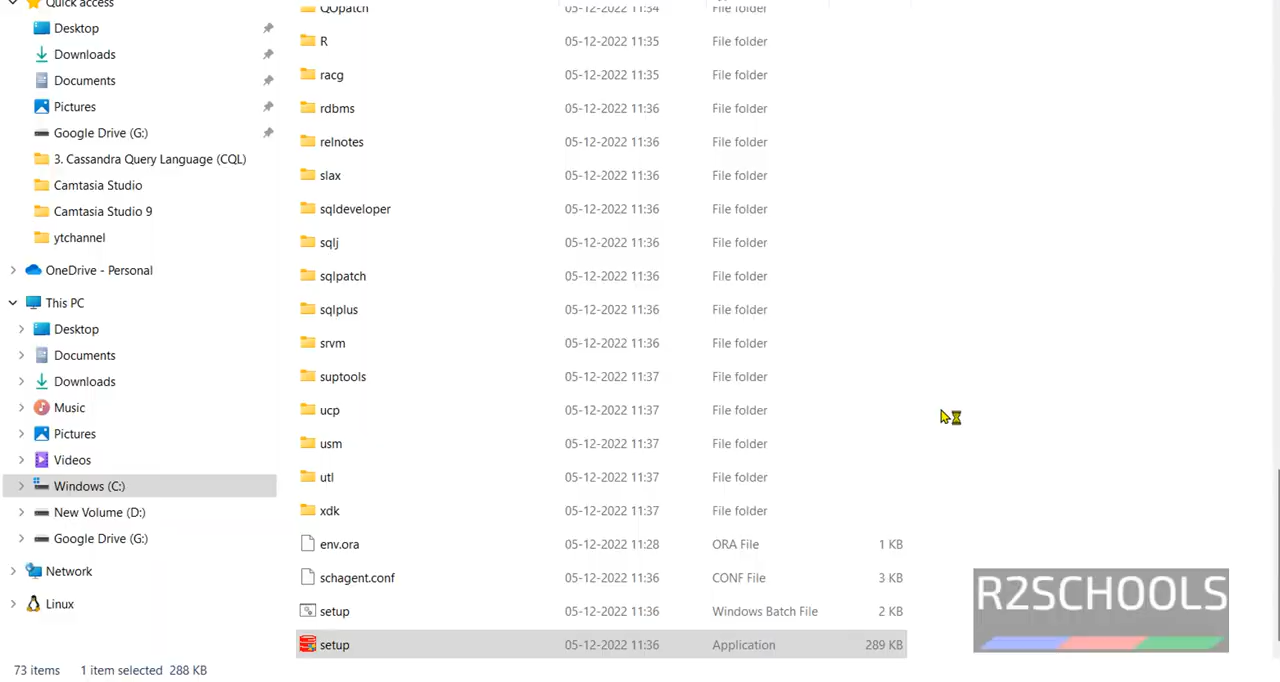 Quick access
Desktop
Downloads
Documents
Pictures
Google Drive (G:)
3. Cassandra Query Language (CQL)
Camtasia Studio
Camtasia Studio 9
ytchannel
OneDrive - Personal
This PC
Desktop
Documents
Downloads
Music
Pictures
Videos
Windows (C:)
New Volume (D:)
Google Drive (G:)
Network
Linux
QOpatch 05-12-2022 11:34 File folder
R 05-12-2022 11:35 File folder
racg 05-12-2022 11:35 File folder
rdbms 05-12-2022 11:36 File folder
relnotes 05-12-2022 11:36 File folder
slax 05-12-2022 11:36 File folder
sqldeveloper 05-12-2022 11:36 File folder
sqlj 05-12-2022 11:36 File folder
sqlpatch 05-12-2022 11:36 File folder
sqlplus 05-12-2022 11:36 File folder
srvm 05-12-2022 11:36 File folder
suptools 05-12-2022 11:37 File folder
ucp 05-12-2022 11:37 File folder
usm 05-12-2022 11:37 File folder
utl 05-12-2022 11:37 File folder
xdk 05-12-2022 11:37 File folder
env.ora 05-12-2022 11:28 ORA File 1 KB
schagent.conf 05-12-2022 11:36 CONF File 3 KB
setup 05-12-2022 11:36 Windows Batch File 2 KB
setup 05-12-2022 11:36 Application 289 KB
R2SCHOOLS
73 items 1 item selected 288 KB